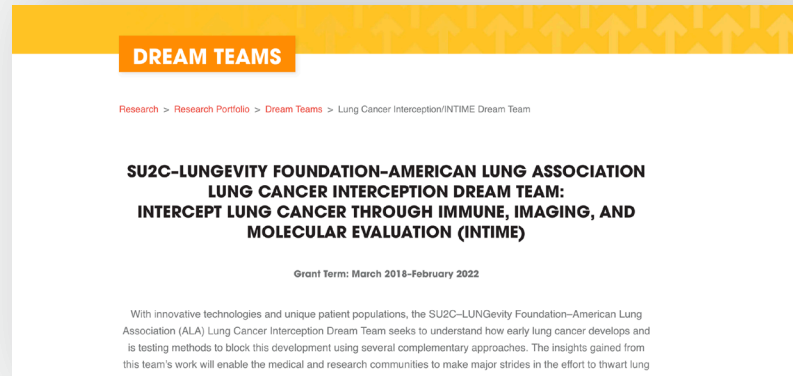 DREAM TEAMS
Research > Research Portfolio > Dream Teams > Lung Cancer Interception/INTIME Dream Team
SU2C–LUNGEVITY FOUNDATION–AMERICAN LUNG ASSOCIATION
LUNG CANCER INTERCEPTION DREAM TEAM:
INTERCEPT LUNG CANCER THROUGH IMMUNE, IMAGING, AND
MOLECULAR EVALUATION (INTIME)
Grant Term: March 2018–February 2022
With innovative technologies and unique patient populations, the SU2C–LUNGevity Foundation–American Lung
Association (ALA) Lung Cancer Interception Dream Team seeks to understand how early lung cancer develops and
is testing methods to block this development using several complementary approaches. The insights gained from
this team's work will enable the medical and research communities to make major strides in the effort to thwart lung